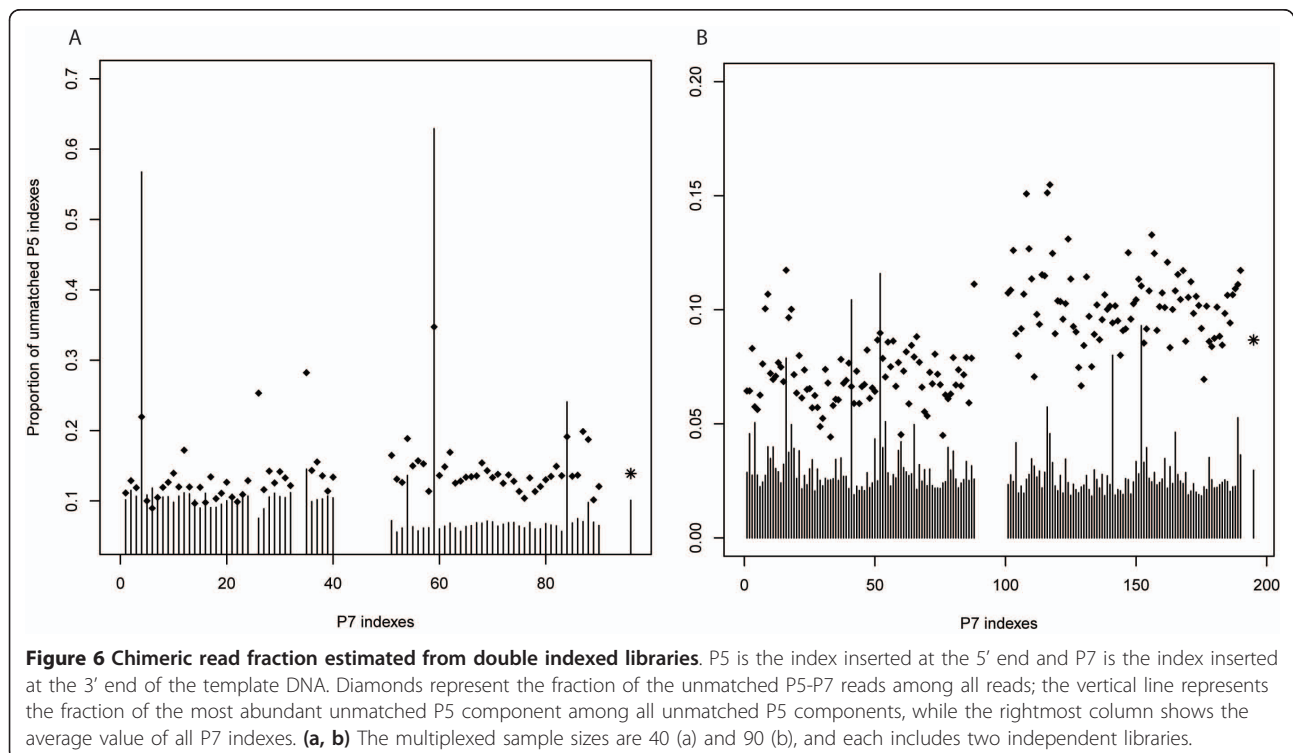 A
B
Proportion of unmatched P5 indexes
0.7
0.6
0.5
0.4
0.3
0.2
0.1
0 20 40 60 80
P7 indexes
0.20
0.15
0.10
0.05
0.00
0 50 100 150 200
P7 indexes
Figure 6 Chimeric read fraction estimated from double indexed libraries. P5 is the index inserted at the 5' end and P7 is the index inserted
at the 3' end of the template DNA. Diamonds represent the fraction of the unmatched P5-P7 reads among all reads; the vertical line represents
the fraction of the most abundant unmatched P5 component among all unmatched P5 components, while the rightmost column shows the
average value of all P7 indexes. (a, b) The multiplexed sample sizes are 40 (a) and 90 (b), and each includes two independent libraries.